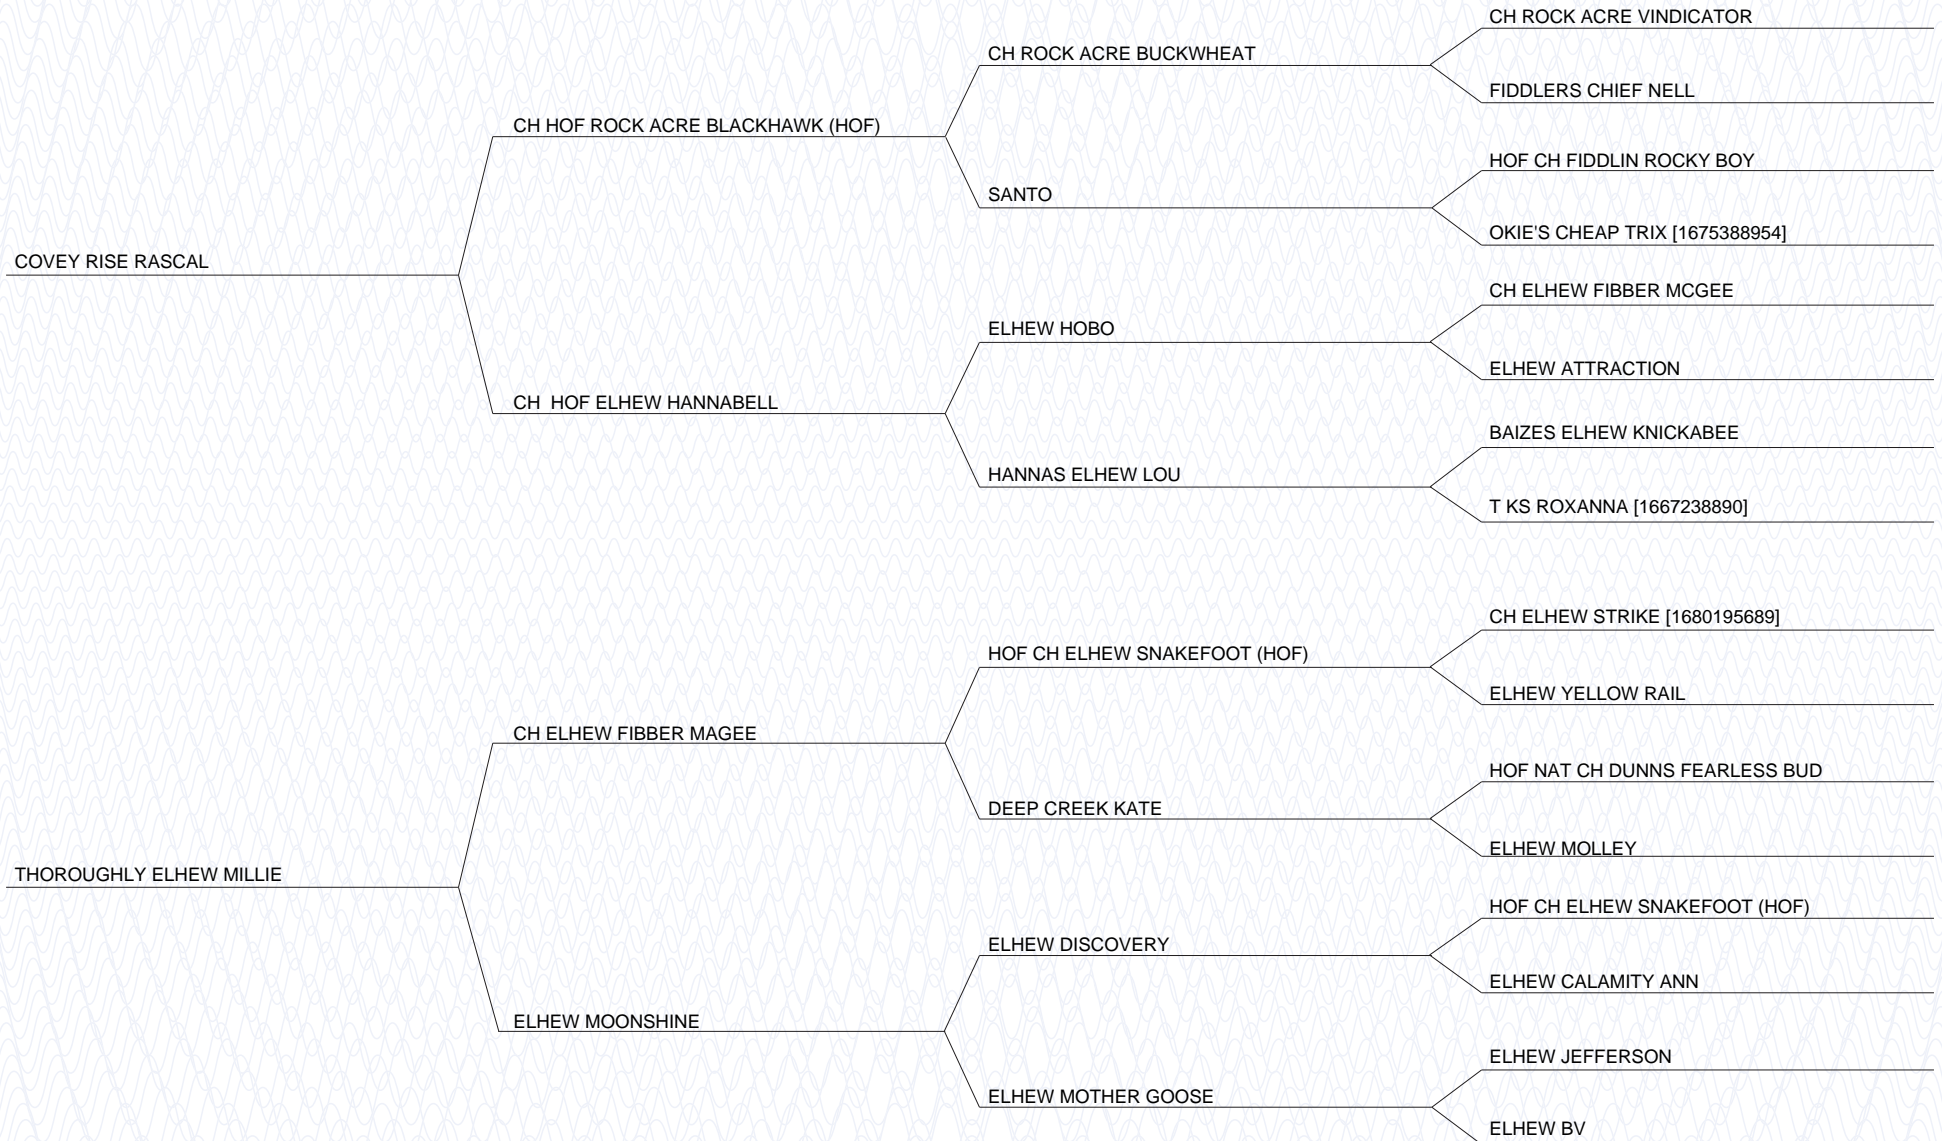 CH ROCK ACRE VINDICATOR
CH ROCK ACRE BUCKWHEAT
FIDDLERS CHIEF NELL
CH HOF ROCK ACRE BLACKHAWK (HOF)
HOF CH FIDDLIN ROCKY BOY
SANTO
OKIE'S CHEAP TRIX [1675388954]
COVEY RISE RASCAL
CH ELHEW FIBBER MCGEE
ELHEW HOBO
ELHEW ATTRACTION
CH  HOF ELHEW HANNABELL
BAIZES ELHEW KNICKABEE
HANNAS ELHEW LOU
T KS ROXANNA [1667238890]
CH ELHEW STRIKE [1680195689]
HOF CH ELHEW SNAKEFOOT (HOF)
ELHEW YELLOW RAIL
CH ELHEW FIBBER MAGEE
HOF NAT CH DUNNS FEARLESS BUD
DEEP CREEK KATE
ELHEW MOLLEY
THOROUGHLY ELHEW MILLIE
HOF CH ELHEW SNAKEFOOT (HOF)
ELHEW DISCOVERY
ELHEW CALAMITY ANN
ELHEW MOONSHINE
ELHEW JEFFERSON
ELHEW MOTHER GOOSE
ELHEW BV